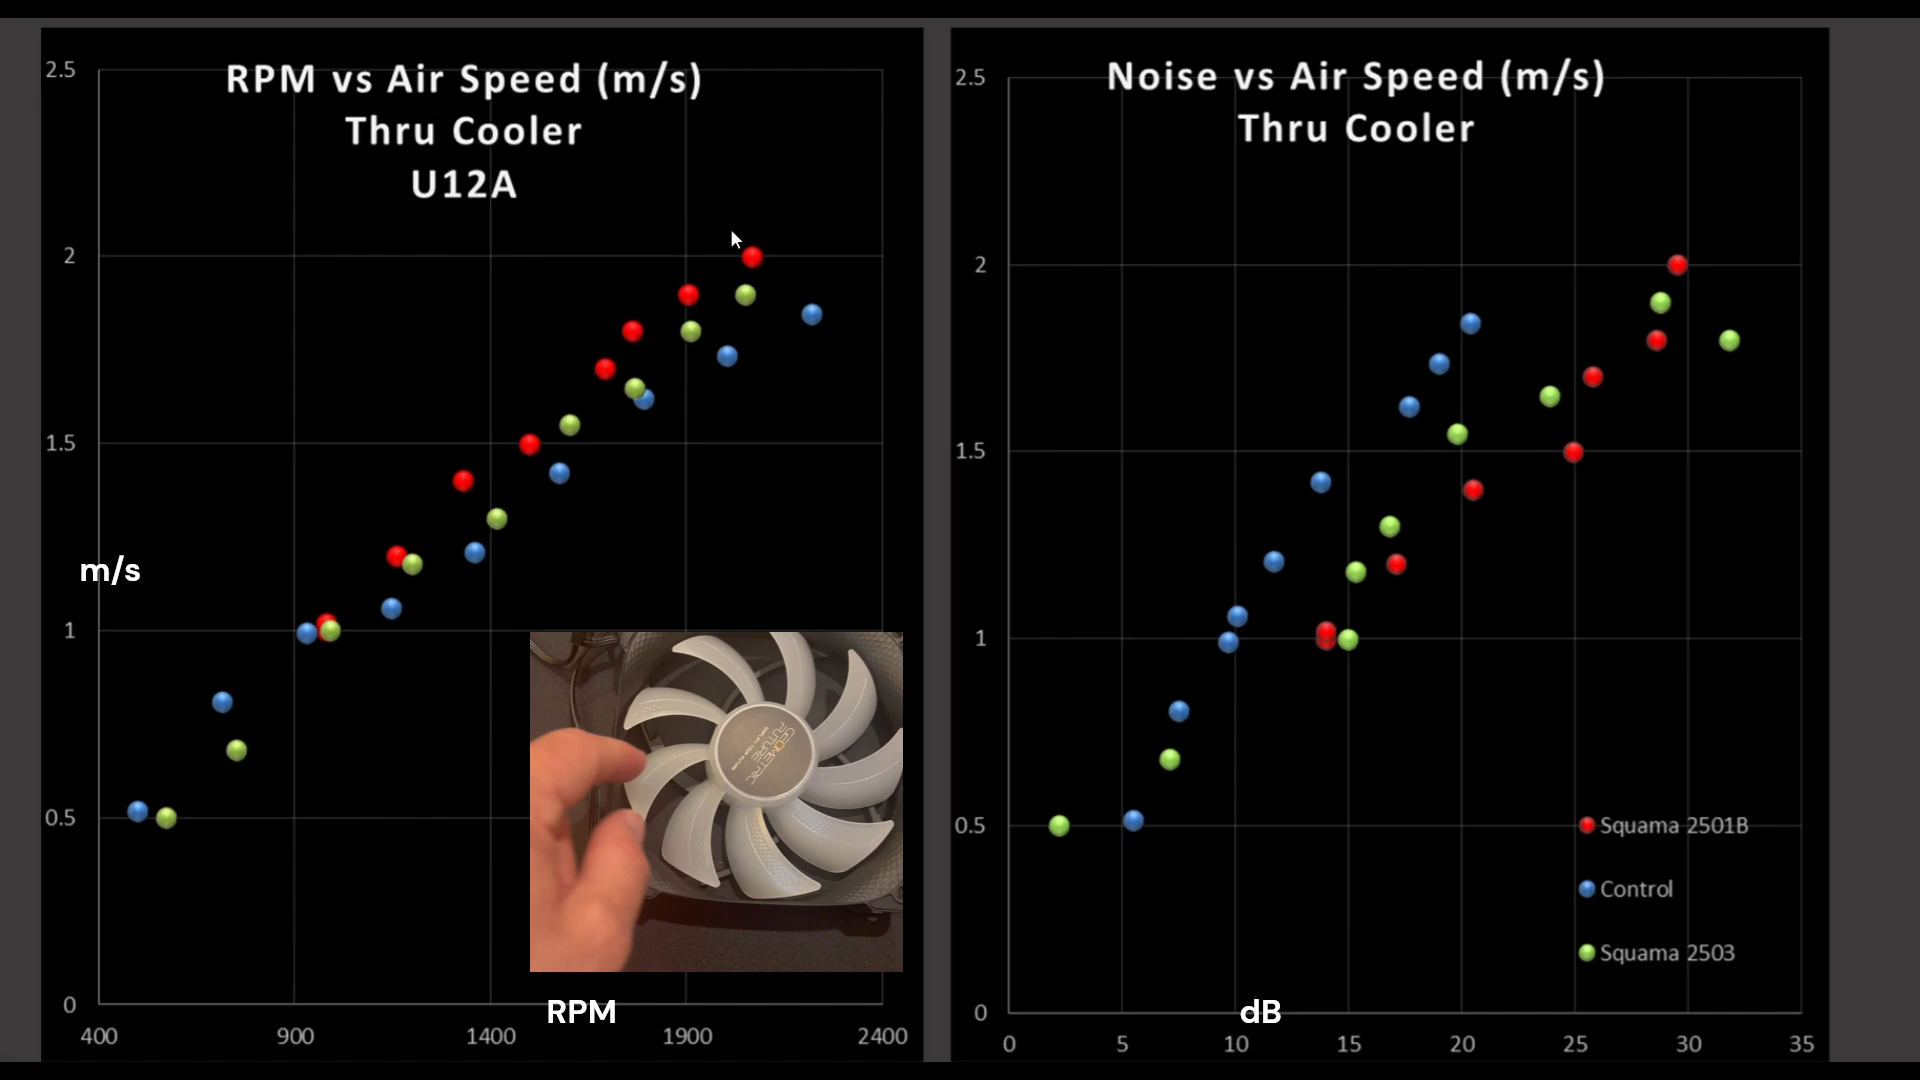 RPM vs Air Speed (m/s)
Thru Cooler
U12A
2.5
2
1.5
m/s
1
0.5
0
400
900
1400
1900
2400
RPM
GEOMETRIC
FUTURE
Noise vs Air Speed (m/s)
Thru Cooler
2.5
2
1.5
1
0.5
0
Squama 2501B
Control
Squama 2503
dB
0
5
10
15
20
25
30
35